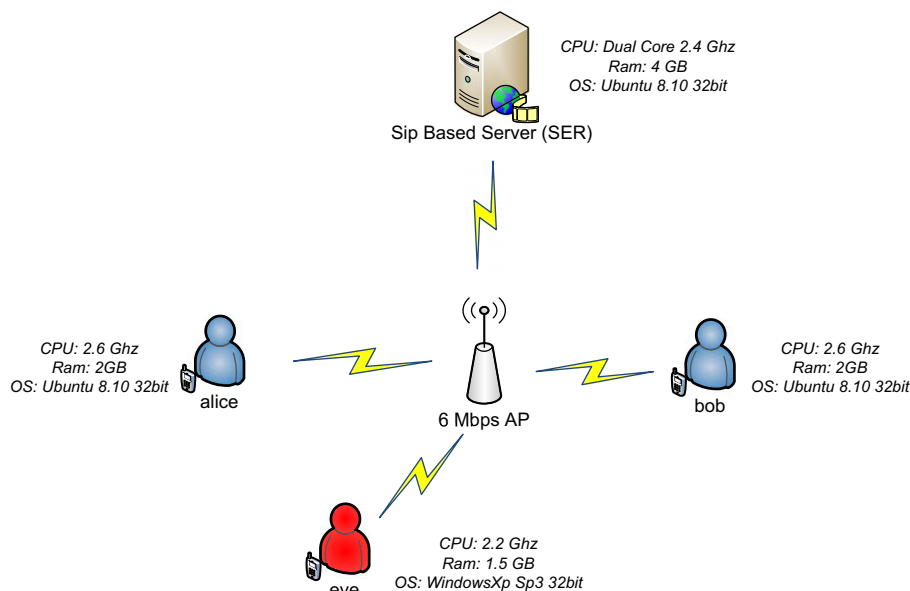 CPU: Dual Core 2.4 Ghz
Ram: 4 GB
OS: Ubuntu 8.10 32bit
Sip Based Server (SER)
CPU: 2.6 Ghz
Ram: 2GB
OS: Ubuntu 8.10 32bit
alice
6 Mbps AP
CPU: 2.6 Ghz
Ram: 2GB
OS: Ubuntu 8.10 32bit
bob
CPU: 2.2 Ghz
Ram: 1.5 GB
OS: WindowsXp Sp3 32bit
eve